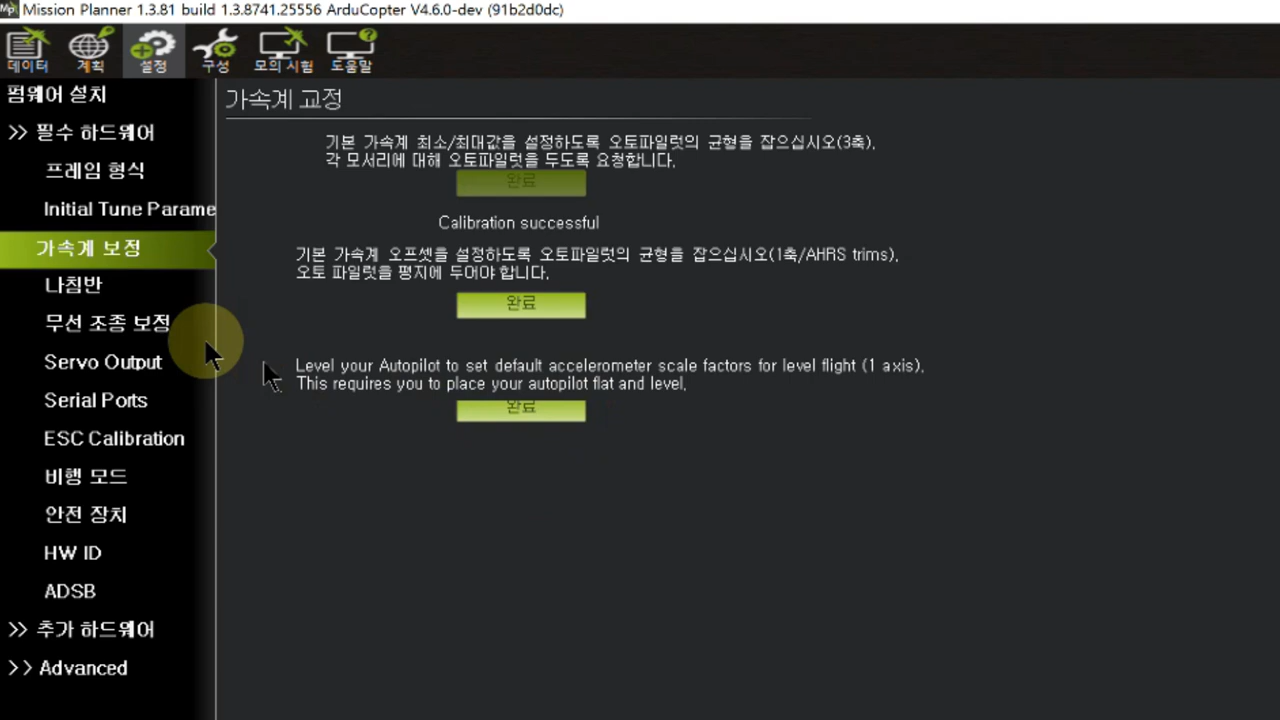 Mission Planner 1.3.81 build 1.3.8741.25556 ArduCopter V4.6.0-dev (91b2d0dc)
데이터 계획 설정 구성 모의 시험 도움말
펌웨어 설치
>> 필수 하드웨어
프레임 형식
Initial Tune Parame
가속계 보정
나침반
무선 조종 보정
Servo Output
Serial Ports
ESC Calibration
비행 모드
안전 장치
HW ID
ADSB
>> 추가 하드웨어
>> Advanced
가속계 교정
기본 가속계 최소/최대값을 설정하도록 오토파일럿의 균형을 잡으십시오(3축).
각 모서리에 대해 오토파일럿을 두도록 요청합니다.
완료
Calibration successful
기본 가속계 오프셋을 설정하도록 오토파일럿의 균형을 잡으십시오(1축/AHRS trims).
오토 파일럿을 평지에 두어야 합니다.
완료
Level your Autopilot to set default accelerometer scale factors for level flight (1 axis).
This requires you to place your autopilot flat and level.
완료